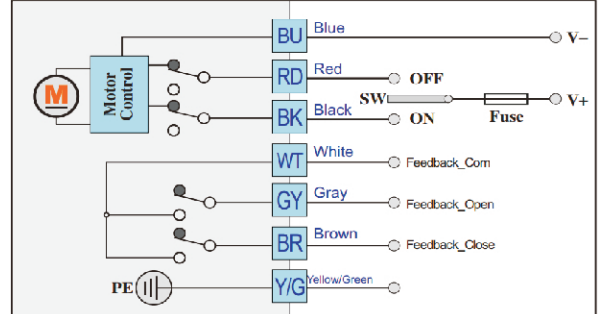 BU Blue V−
RD Red OFF
M Motor Control
SW V+
BK Black ON Fuse
WT White Feedback_Com
GY Gray Feedback_Open
BR Brown Feedback_Close
PE Y/G Yellow/Green